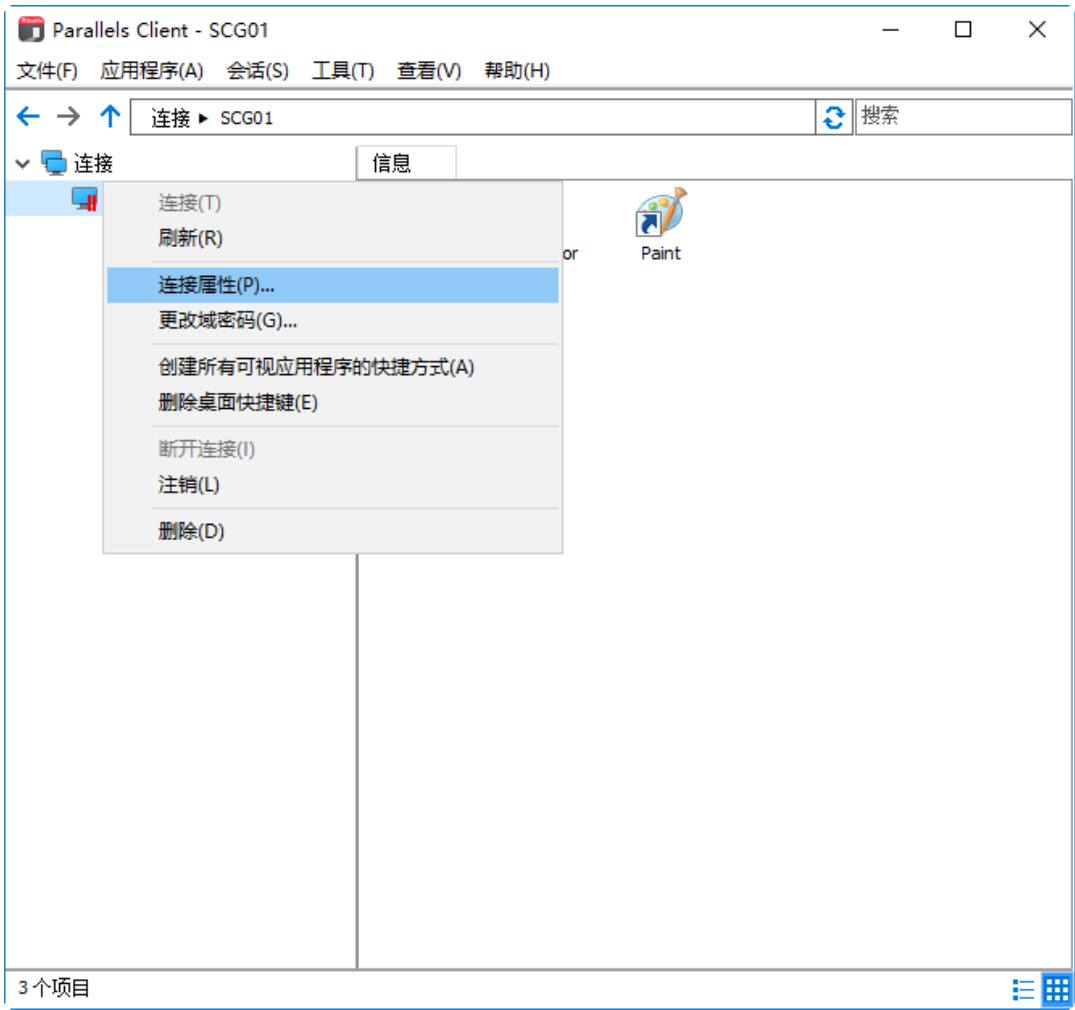 Parallels Client - SCG01
文件(F) 应用程序(A) 会话(S) 工具(T) 查看(V) 帮助(H)
连接 ▸ SCG01
搜索
连接
信息
连接(T)
刷新(R)
连接属性(P)...
更改域密码(G)...
创建所有可视应用程序的快捷方式(A)
删除桌面快捷键(E)
断开连接(I)
注销(L)
删除(D)
or
Paint
3 个项目